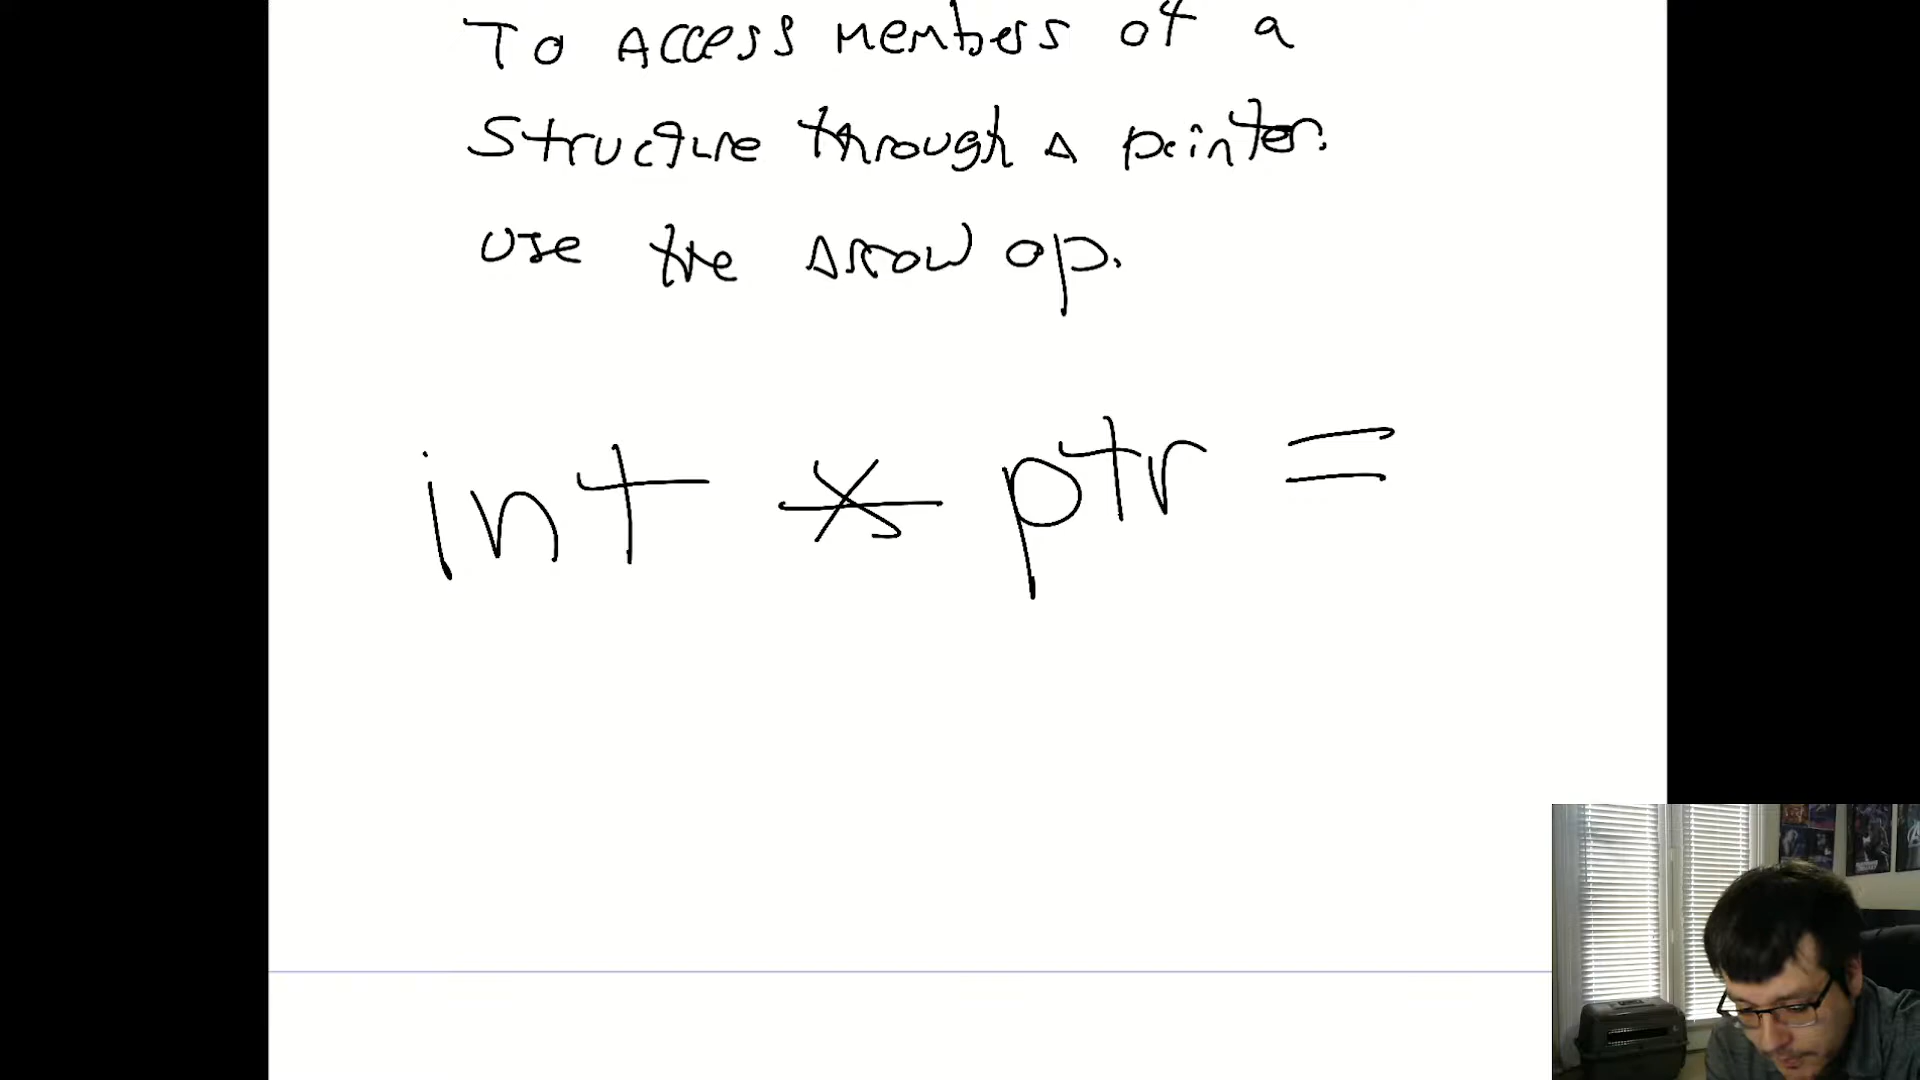 To Access Members of a
Structure through a pointer.
use the Arrow op.
int * ptr =